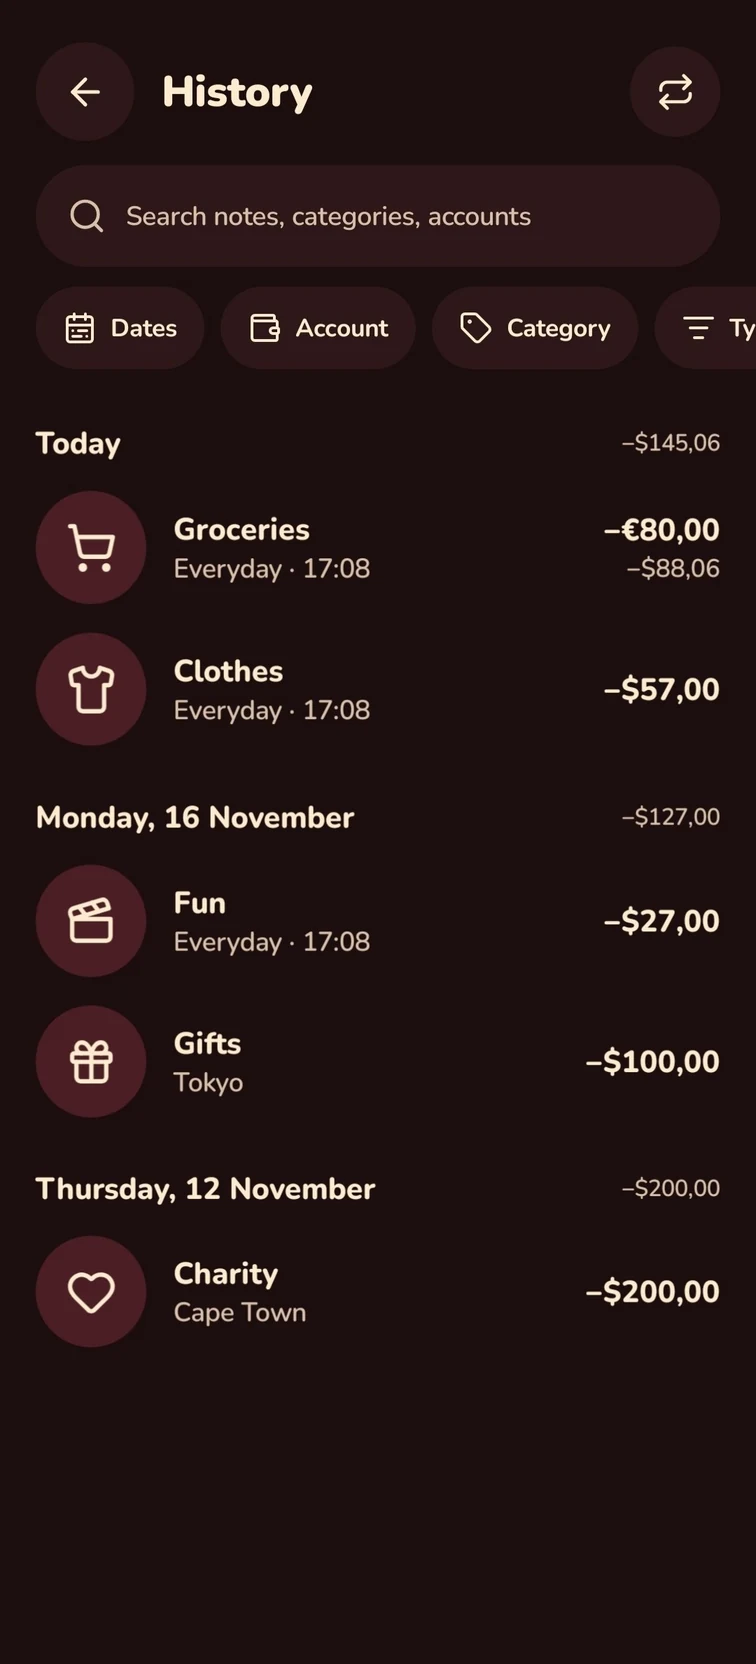 History
Search notes, categories, accounts
Dates
Account
Category
Ty
Today
–$145,06
Groceries
–€80,00
Everyday · 17:08
–$88,06
Clothes
Everyday · 17:08
–$57,00
Monday, 16 November
–$127,00
Fun
Everyday · 17:08
–$27,00
Gifts
Tokyo
–$100,00
Thursday, 12 November
–$200,00
Charity
Cape Town
–$200,00